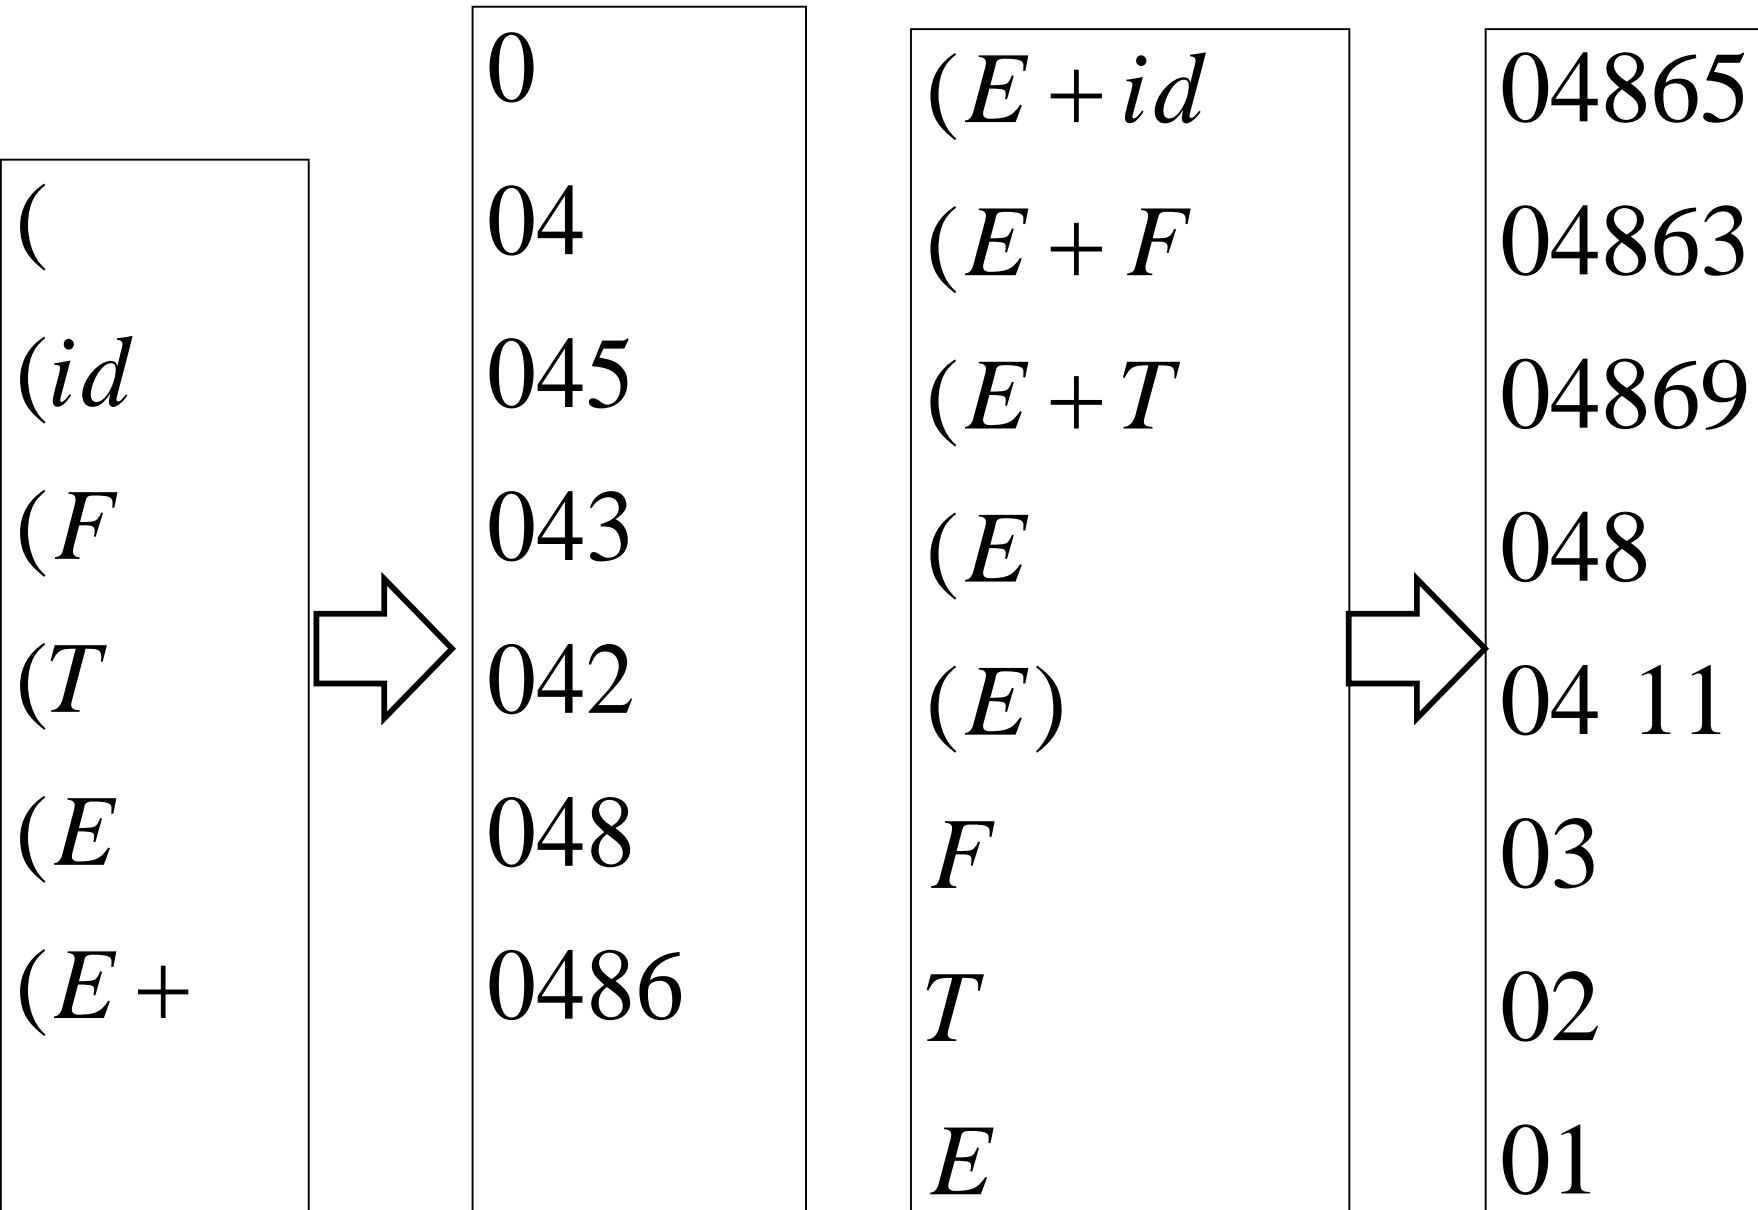 0
( 04
(id 045
(F 043
(T 042
(E 048
(E + 0486
(E + id 04865
(E + F 04863
(E + T 04869
(E 048
(E) 04 11
F 03
T 02
E 01